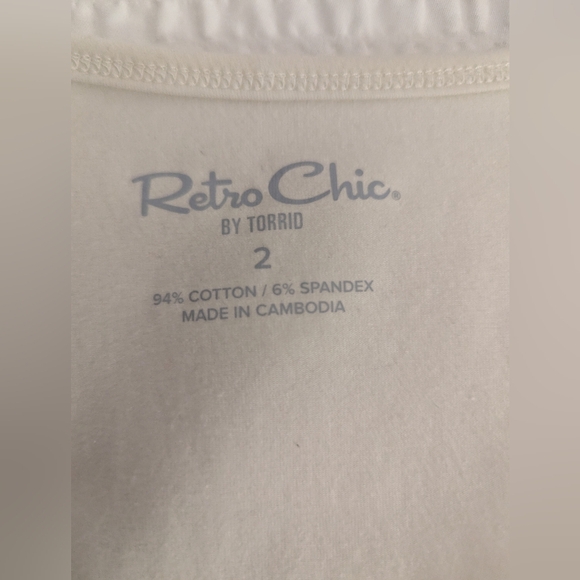 Retro Chic®
BY TORRID
2
94% COTTON / 6% SPANDEX
MADE IN CAMBODIA